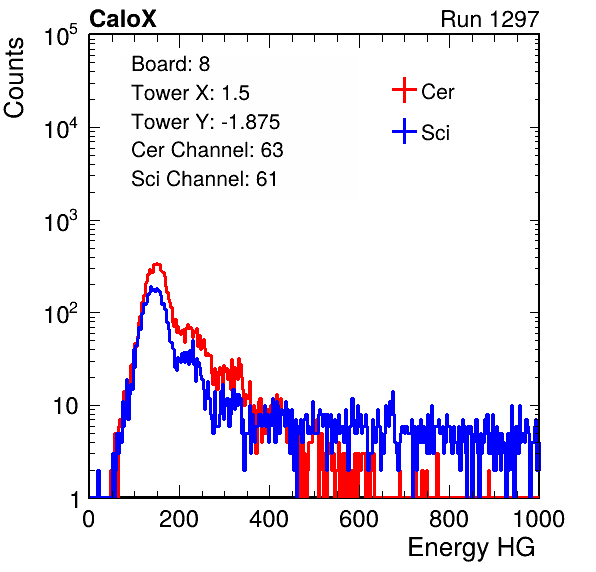 CaloX Run 1297
10^5
Counts
Board: 8
Tower X: 1.5
Tower Y: -1.875
Cer Channel: 63
Sci Channel: 61
Cer
Sci
10^4
10^3
10^2
10
1
0 200 400 600 800 1000
Energy HG